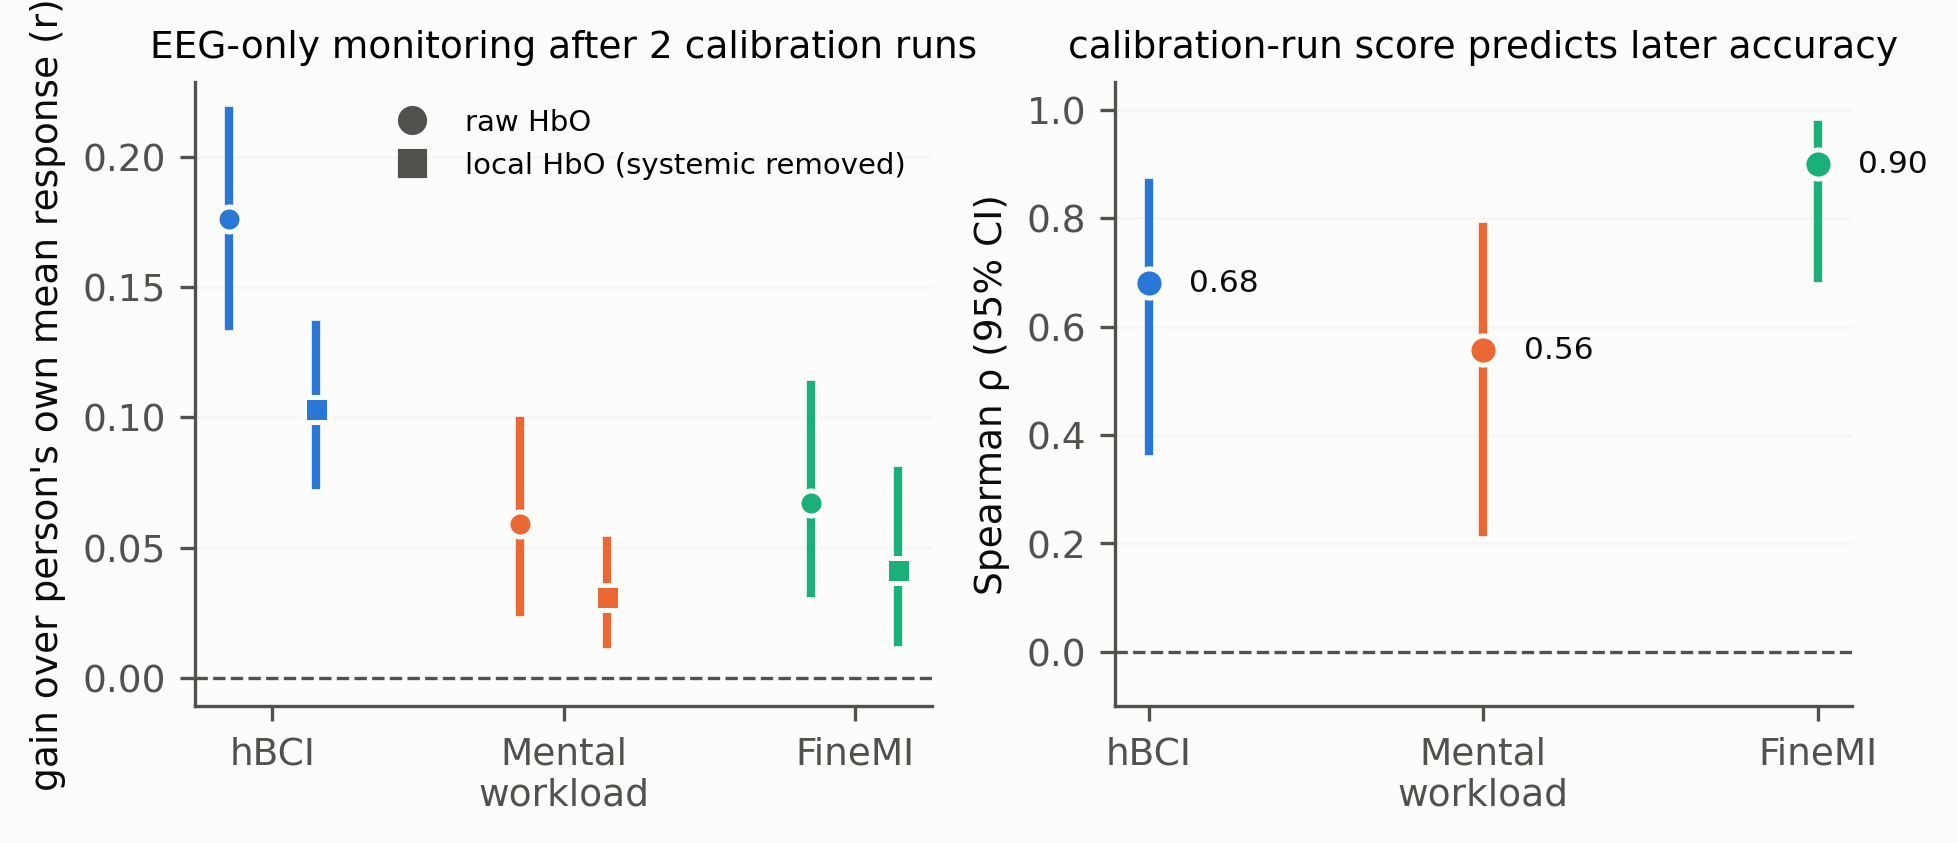 EEG-only monitoring after 2 calibration runs
gain over person's own mean response (r)
0.20
0.15
0.10
0.05
0.00
raw HbO
local HbO (systemic removed)
hBCI
Mental
workload
FineMI
calibration-run score predicts later accuracy
Spearman ρ (95% CI)
1.0
0.8
0.6
0.4
0.2
0.0
0.68
0.56
0.90
hBCI
Mental
workload
FineMI